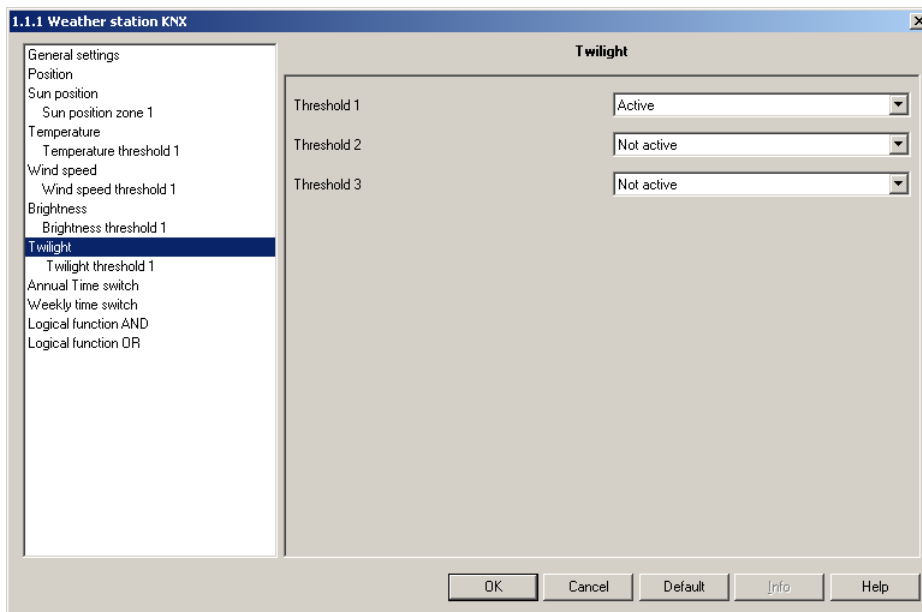 1.1.1 Weather station KNX
General settings
Position
Sun position
Sun position zone 1
Temperature
Temperature threshold 1
Wind speed
Wind speed threshold 1
Brightness
Brightness threshold 1
Twilight
Twilight threshold 1
Annual Time switch
Weekly time switch
Logical function AND
Logical function OR
Twilight
Threshold 1 Active
Threshold 2 Not active
Threshold 3 Not active
OK Cancel Default Info Help